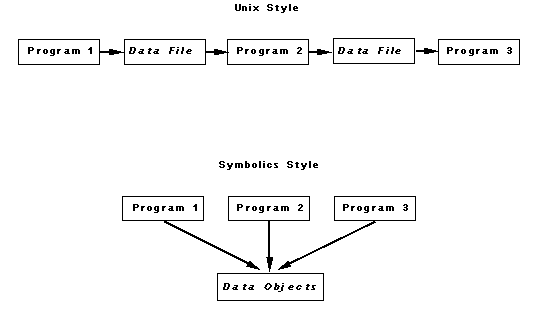 Unix Style
Program 1 Data File Program 2 Data File Program 3
Symbolics Style
Program 1 Program 2 Program 3
Data Objects